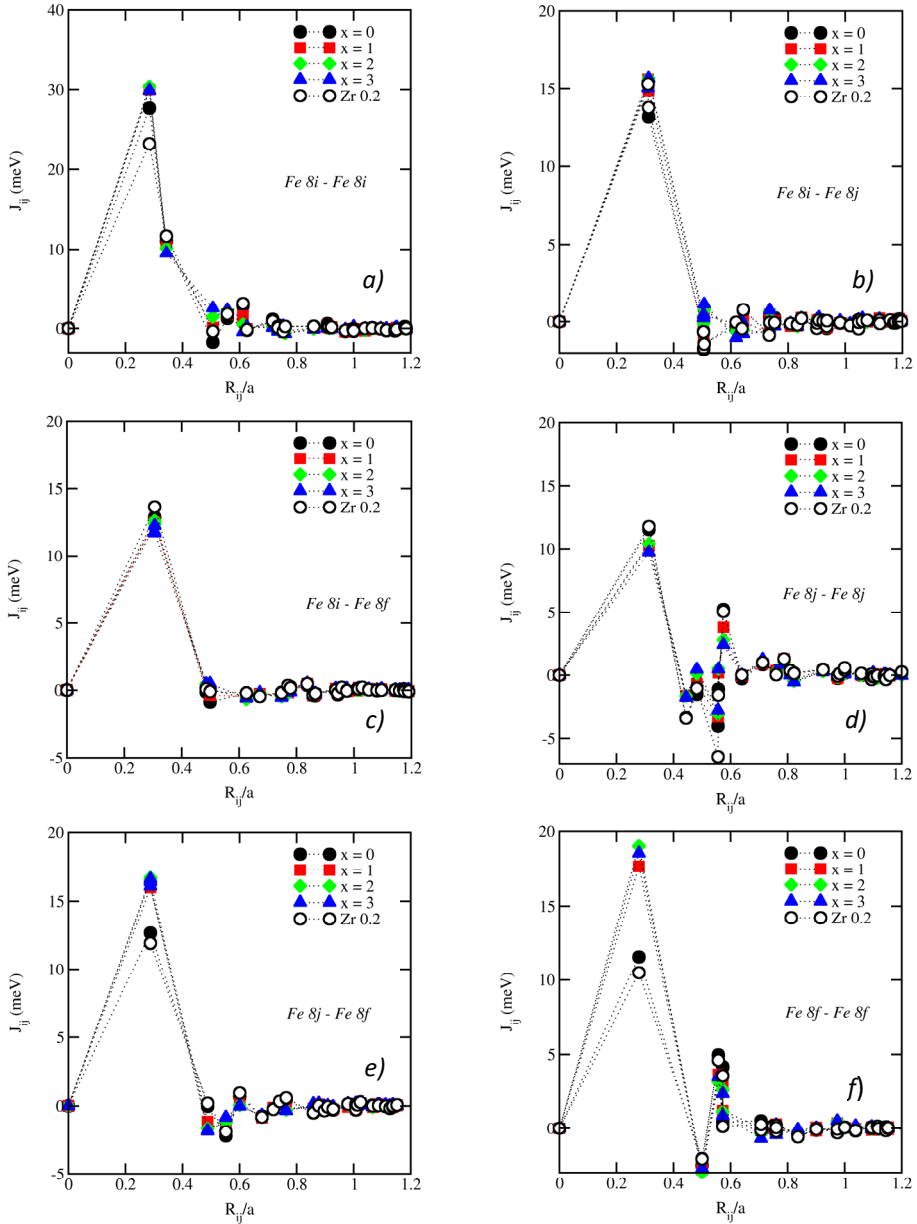 40
30
20
10
0
J_ij (meV)
x = 0
x = 1
x = 2
x = 3
Zr 0.2
Fe 8i - Fe 8i
a)
0 0.2 0.4 0.6 0.8 1 1.2
R_ij/a
20
15
10
5
0
J_ij (meV)
x = 0
x = 1
x = 2
x = 3
Zr 0.2
Fe 8i - Fe 8j
b)
0 0.2 0.4 0.6 0.8 1 1.2
R_ij/a
20
15
10
5
0
-5
J_ij (meV)
x = 0
x = 1
x = 2
x = 3
Zr 0.2
Fe 8i - Fe 8f
c)
0 0.2 0.4 0.6 0.8 1 1.2
R_ij/a
20
15
10
5
0
-5
J_ij (meV)
x = 0
x = 1
x = 2
x = 3
Zr 0.2
Fe 8j - Fe 8j
d)
0 0.2 0.4 0.6 0.8 1 1.2
R_ij/a
20
15
10
5
0
-5
J_ij (meV)
x = 0
x = 1
x = 2
x = 3
Zr 0.2
Fe 8j - Fe 8f
e)
0 0.2 0.4 0.6 0.8 1 1.2
R_ij/a
20
15
10
5
0
J_ij (meV)
x = 0
x = 1
x = 2
x = 3
Zr 0.2
Fe 8f - Fe 8f
f)
0 0.2 0.4 0.6 0.8 1 1.2
R_ij/a